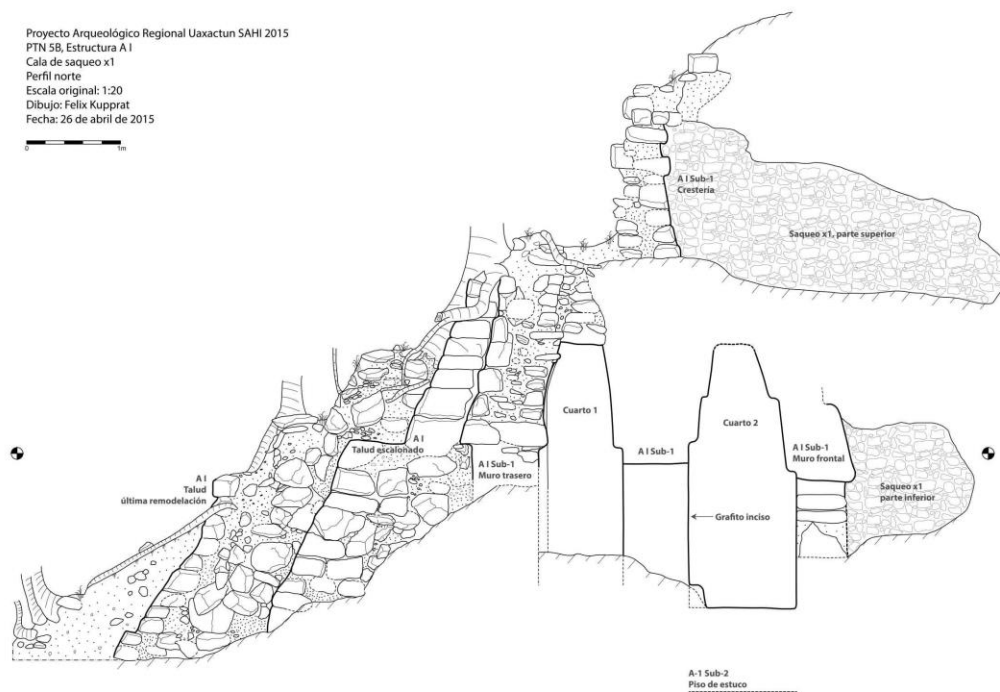 Proyecto Arqueológico Regional Uaxactun SAHI 2015
PTN 5B, Estructura A I
Cala de saqueo x1
Perfil norte
Escala original: 1:20
Dibujo: Felix Kupprat
Fecha: 26 de abril de 2015
0
1m
A I Sub-1
Crestería
Saqueo x1, parte superior
Cuarto 1
Cuarto 2
A I
Talud escalonado
A I Sub-1
A I Sub-1
Muro frontal
A I Sub-1
Muro trasero
A I
Talud
última remodelación
Saqueo x1
parte inferior
Grafito inciso
A-1 Sub-2
Piso de estuco